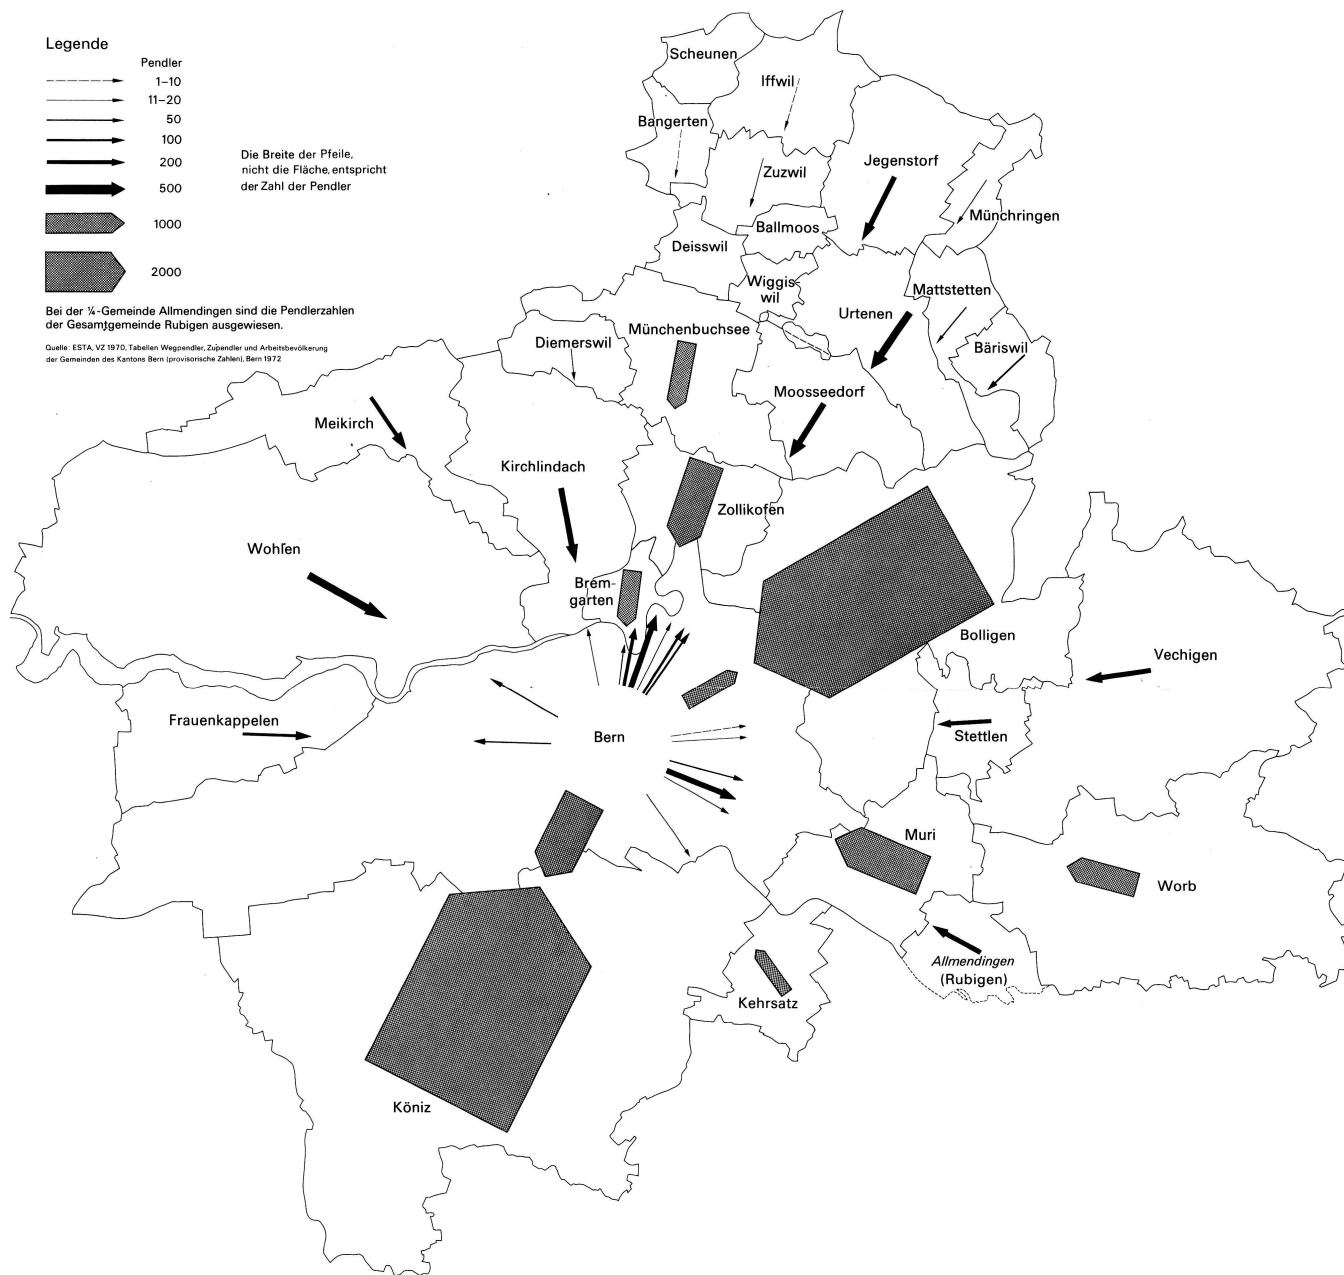 Legende
Pendler
1–10
11–20
50
100
200
500
1000
2000
Die Breite der Pfeile,
nicht die Fläche, entspricht
der Zahl der Pendler
Bei der ¼-Gemeinde Allmendingen sind die Pendlerzahlen
der Gesamtgemeinde Rubigen ausgewiesen.
Quelle: ESTA, VZ 1970, Tabellen Wegpendler, Zupendler und Arbeitsbevölkerung
der Gemeinden des Kantons Bern (provisorische Zahlen), Bern 1972
Scheunen
Iffwil
Bangerten
Zuzwil
Jegenstorf
Münchringen
Ballmoos
Deisswil
Wiggis-
wil
Mattstetten
Urtenen
Münchenbuchsee
Diemerswil
Bäriswil
Moosseedorf
Meikirch
Kirchlindach
Zollikofen
Wohlen
Brem-
garten
Bolligen
Vechigen
Frauenkappelen
Bern
Stettlen
Muri
Worb
Allmendingen
(Rubigen)
Kehrsatz
Köniz